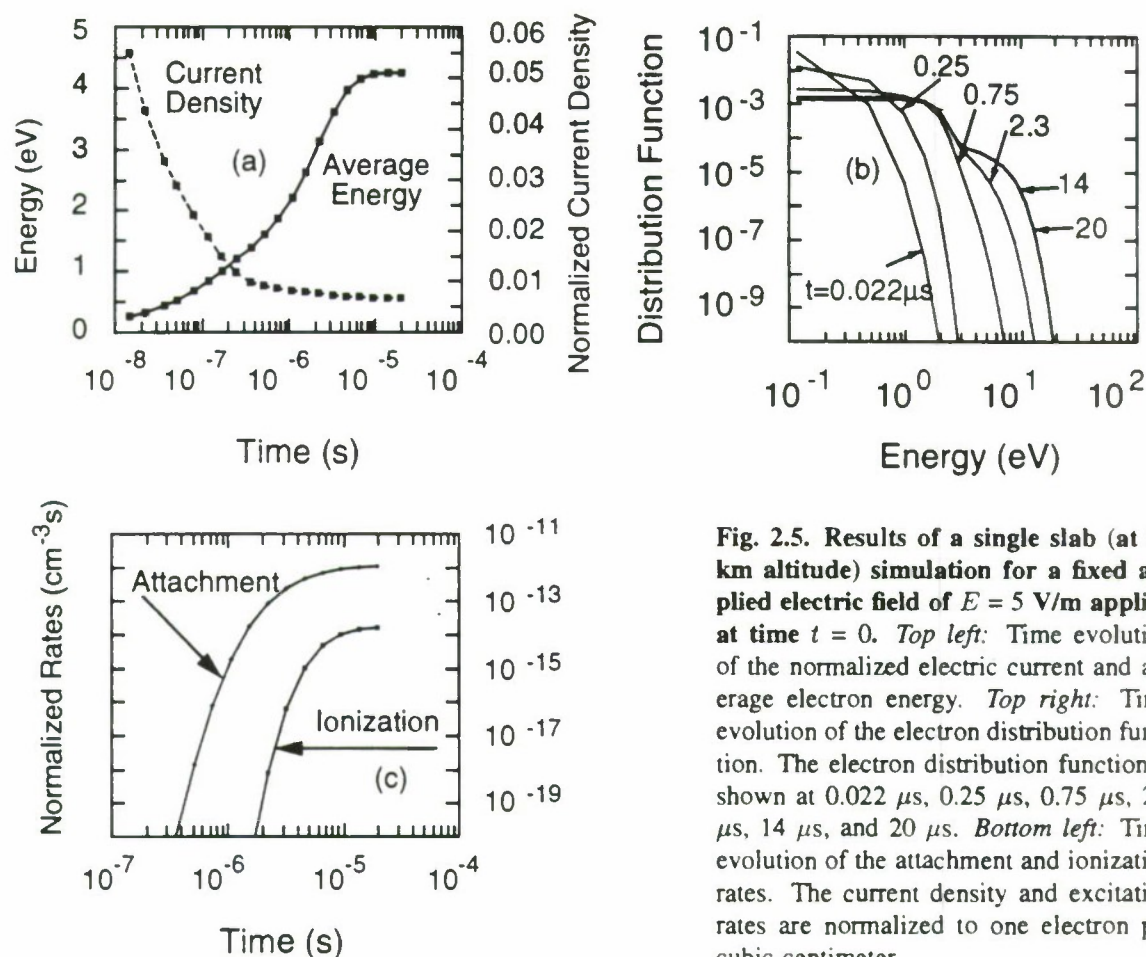 5
4
3
2
1
0
Energy (eV)
Current
Density
(a)
Average
Energy
0.06
0.05
0.04
0.03
0.02
0.01
0.00
Normalized Current Density
10 -8
10 -7
10 -6
10 -5
10 -4
Time (s)
Distribution Function
10 -1
10 -3
10 -5
10 -7
10 -9
0.25
0.75
2.3
(b)
14
20
t=0.022μs
10 -1
10 0
10 1
10 2
Energy (eV)
Normalized Rates (cm-3s)
Attachment
Ionization
(c)
10 -11
10 -13
10 -15
10 -17
10 -19
10 -7
10 -6
10 -5
10 -4
Time (s)
Fig. 2.5. Results of a single slab (at
km altitude) simulation for a fixed a
plied electric field of E = 5 V/m appli
at time t = 0. Top left: Time evoluti
of the normalized electric current and a
erage electron energy. Top right: Ti
evolution of the electron distribution fun
tion. The electron distribution function
shown at 0.022 μs, 0.25 μs, 0.75 μs,
μs, 14 μs, and 20 μs. Bottom left: Ti
evolution of the attachment and ionizati
rates. The current density and excitati
rates are normalized to one electron p
cubic centimeter